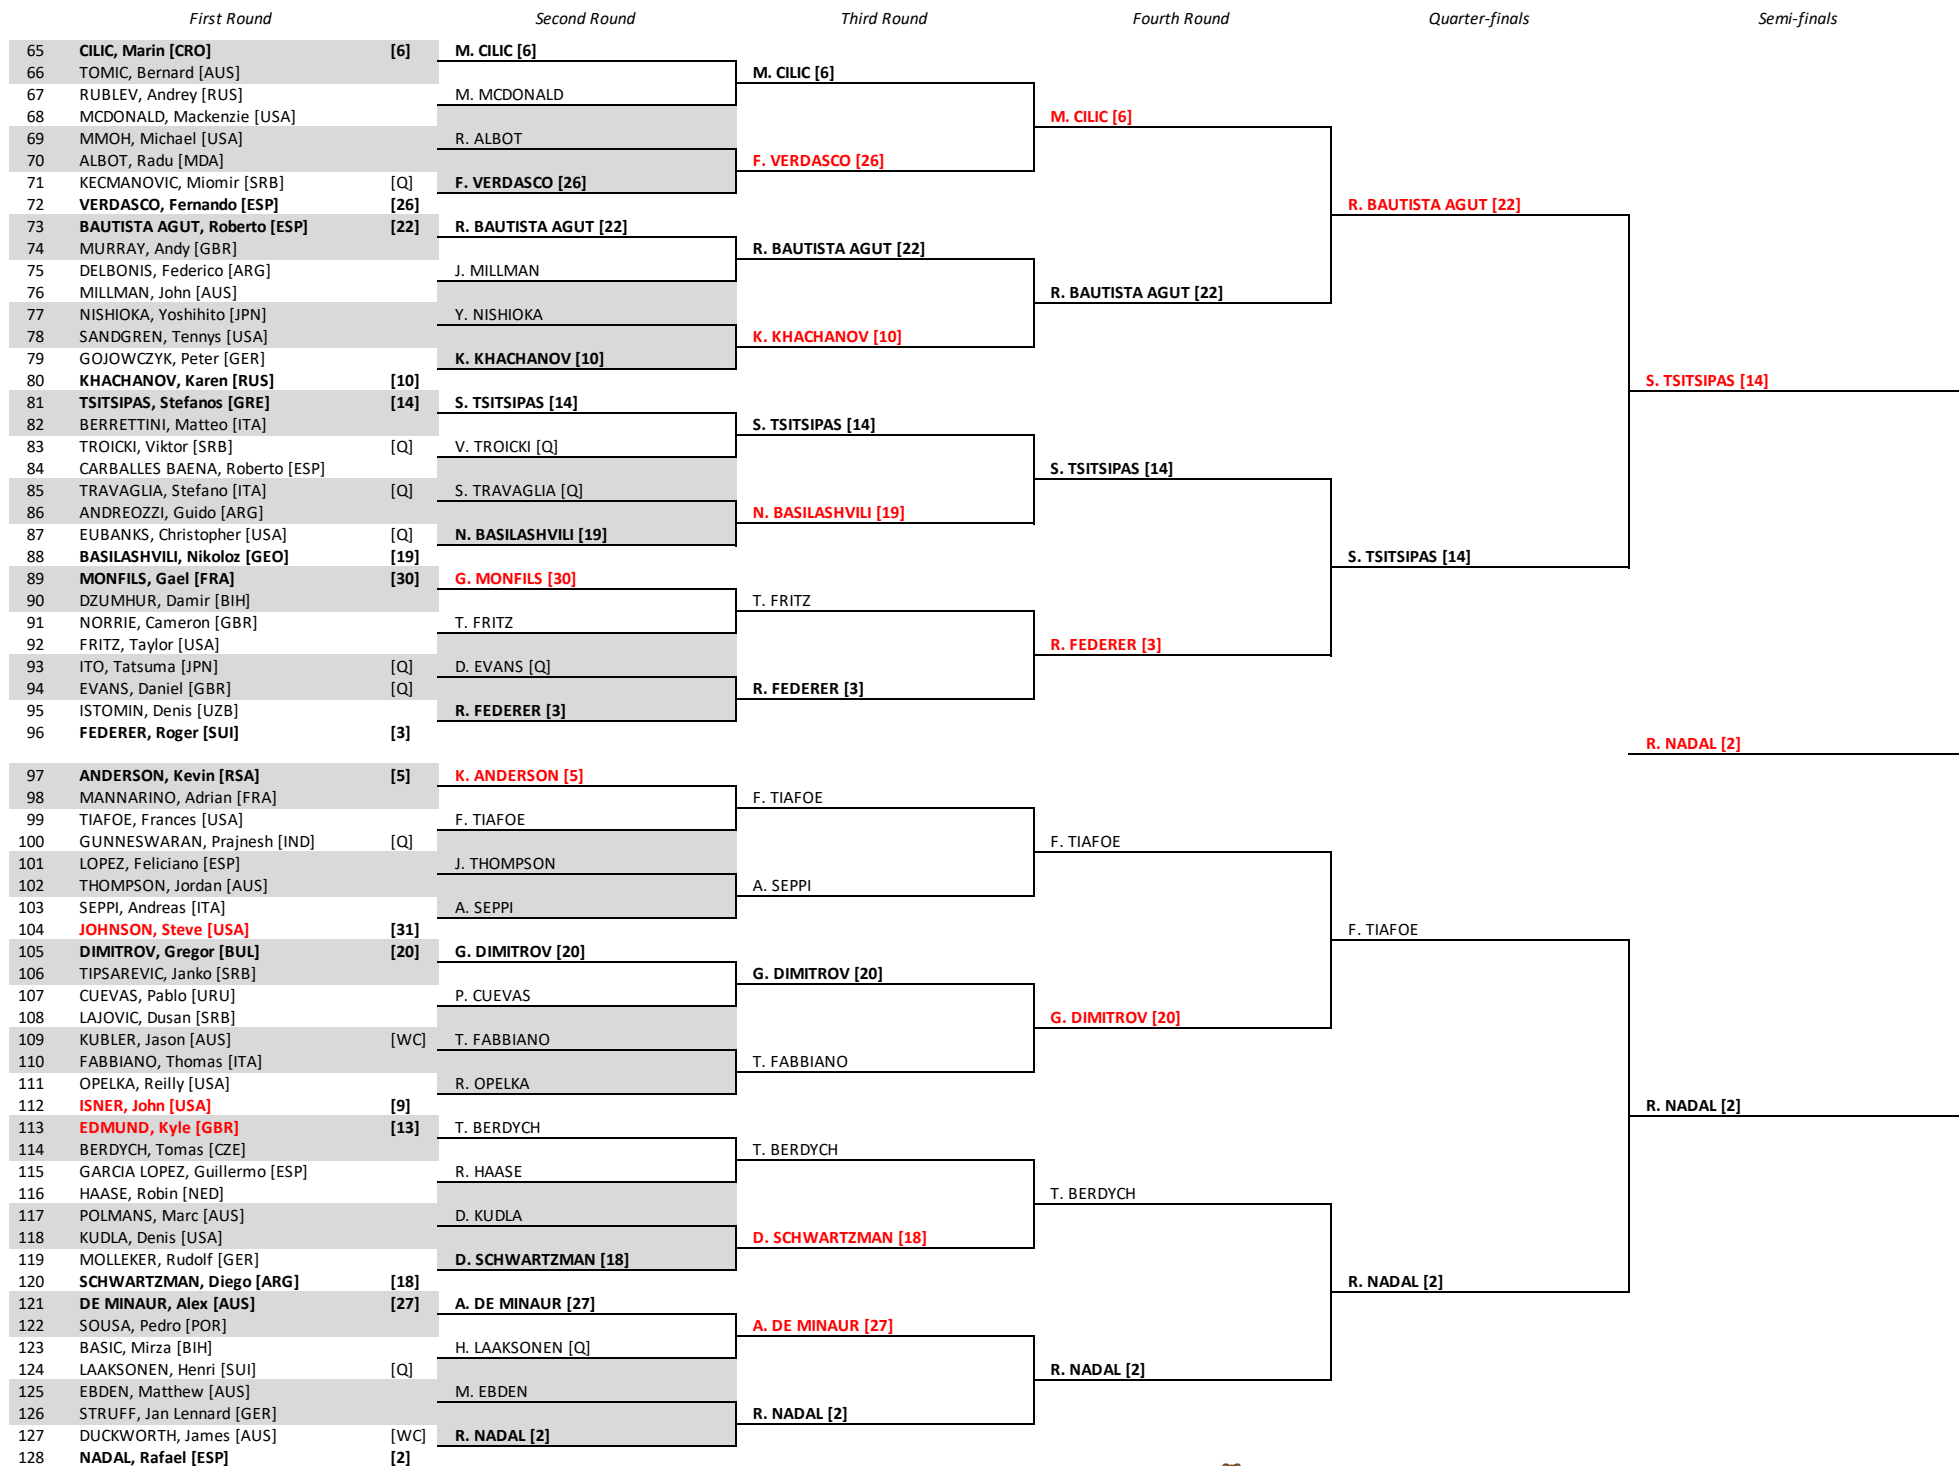 First Round Second Round Third Round Fourth Round Quarter-finals Semi-finals
65 CILIC, Marin [CRO] [6] M. CILIC [6]
66 TOMIC, Bernard [AUS] M. CILIC [6]
67 RUBLEV, Andrey [RUS] M. MCDONALD
68 MCDONALD, Mackenzie [USA] M. CILIC [6]
69 MMOH, Michael [USA] R. ALBOT
70 ALBOT, Radu [MDA] F. VERDASCO [26]
71 KECMANOVIC, Miomir [SRB] [Q] F. VERDASCO [26]
72 VERDASCO, Fernando [ESP] [26] R. BAUTISTA AGUT [22]
73 BAUTISTA AGUT, Roberto [ESP] [22] R. BAUTISTA AGUT [22]
74 MURRAY, Andy [GBR] R. BAUTISTA AGUT [22]
75 DELBONIS, Federico [ARG] J. MILLMAN
76 MILLMAN, John [AUS] R. BAUTISTA AGUT [22]
77 NISHIOKA, Yoshihito [JPN] Y. NISHIOKA
78 SANDGREN, Tennys [USA] K. KHACHANOV [10]
79 GOJOWCZYK, Peter [GER] K. KHACHANOV [10]
80 KHACHANOV, Karen [RUS] [10] S. TSITSIPAS [14]
81 TSITSIPAS, Stefanos [GRE] [14] S. TSITSIPAS [14]
82 BERRETTINI, Matteo [ITA] S. TSITSIPAS [14]
83 TROICKI, Viktor [SRB] [Q] V. TROICKI [Q]
84 CARBALLES BAENA, Roberto [ESP] S. TSITSIPAS [14]
85 TRAVAGLIA, Stefano [ITA] [Q] S. TRAVAGLIA [Q]
86 ANDREOZZI, Guido [ARG] N. BASILASHVILI [19]
87 EUBANKS, Christopher [USA] [Q] N. BASILASHVILI [19]
88 BASILASHVILI, Nikoloz [GEO] [19] S. TSITSIPAS [14]
89 MONFILS, Gael [FRA] [30] G. MONFILS [30]
90 DZUMHUR, Damir [BIH] T. FRITZ
91 NORRIE, Cameron [GBR] T. FRITZ
92 FRITZ, Taylor [USA] R. FEDERER [3]
93 ITO, Tatsuma [JPN] [Q] D. EVANS [Q]
94 EVANS, Daniel [GBR] [Q] R. FEDERER [3]
95 ISTOMIN, Denis [UZB] R. FEDERER [3]
96 FEDERER, Roger [SUI] [3]
R. NADAL [2]
97 ANDERSON, Kevin [RSA] [5] K. ANDERSON [5]
98 MANNARINO, Adrian [FRA] F. TIAFOE
99 TIAFOE, Frances [USA] F. TIAFOE
100 GUNNESWARAN, Prajnesh [IND] [Q] F. TIAFOE
101 LOPEZ, Feliciano [ESP] J. THOMPSON
102 THOMPSON, Jordan [AUS] A. SEPPI
103 SEPPI, Andreas [ITA] A. SEPPI
104 JOHNSON, Steve [USA] [31] F. TIAFOE
105 DIMITROV, Gregor [BUL] [20] G. DIMITROV [20]
106 TIPSAREVIC, Janko [SRB] G. DIMITROV [20]
107 CUEVAS, Pablo [URU] P. CUEVAS
108 LAJOVIC, Dusan [SRB] G. DIMITROV [20]
109 KUBLER, Jason [AUS] [WC] T. FABBIANO
110 FABBIANO, Thomas [ITA] T. FABBIANO
111 OPELKA, Reilly [USA] R. OPELKA
112 ISNER, John [USA] [9] R. NADAL [2]
113 EDMUND, Kyle [GBR] [13] T. BERDYCH
114 BERDYCH, Tomas [CZE] T. BERDYCH
115 GARCIA LOPEZ, Guillermo [ESP] R. HAASE
116 HAASE, Robin [NED] T. BERDYCH
117 POLMANS, Marc [AUS] D. KUDLA
118 KUDLA, Denis [USA] D. SCHWARTZMAN [18]
119 MOLLEKER, Rudolf [GER] D. SCHWARTZMAN [18]
120 SCHWARTZMAN, Diego [ARG] [18] R. NADAL [2]
121 DE MINAUR, Alex [AUS] [27] A. DE MINAUR [27]
122 SOUSA, Pedro [POR] A. DE MINAUR [27]
123 BASIC, Mirza [BIH] H. LAAKSONEN [Q]
124 LAAKSONEN, Henri [SUI] [Q] R. NADAL [2]
125 EBDEN, Matthew [AUS] M. EBDEN
126 STRUFF, Jan Lennard [GER] R. NADAL [2]
127 DUCKWORTH, James [AUS] [WC] R. NADAL [2]
128 NADAL, Rafael [ESP] [2]